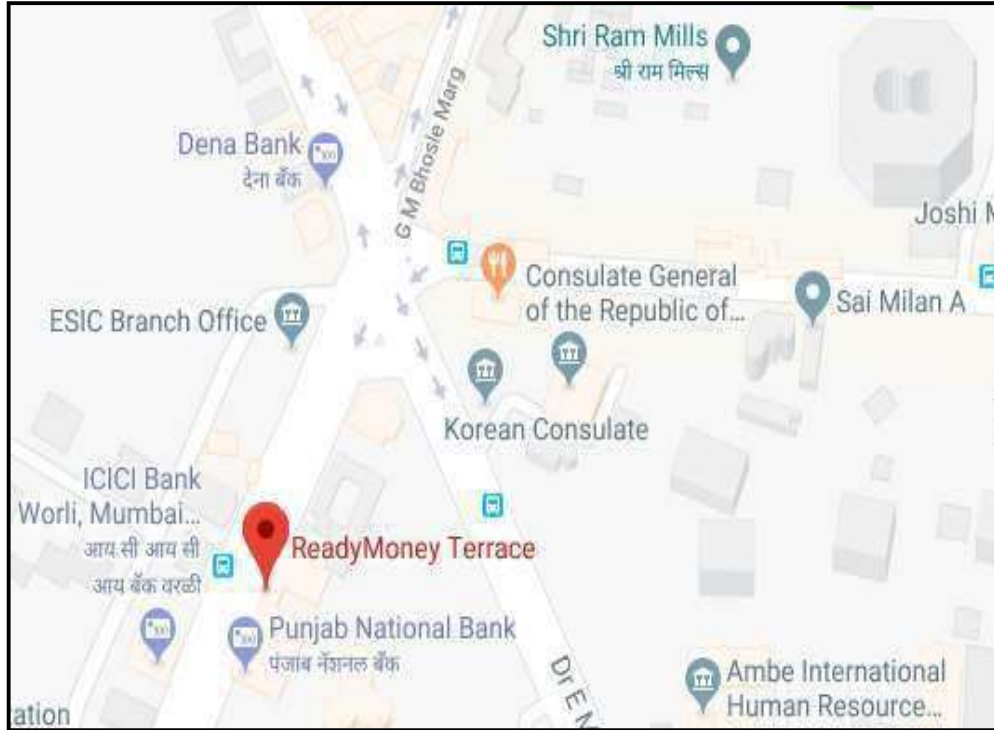 Shri Ram Mills
श्री राम मिल्स
G M Bhosle Marg
Dena Bank
देना बँक
Joshi M
Consulate General
of the Republic of...
Sai Milan A
ESIC Branch Office
Korean Consulate
ICICI Bank
Worli, Mumbai...
आय सी आय सी
आय बँक वरळी
ReadyMoney Terrace
Punjab National Bank
पंजाब नॅशनल बँक
Dr E M
Ambe International
Human Resource...
ation